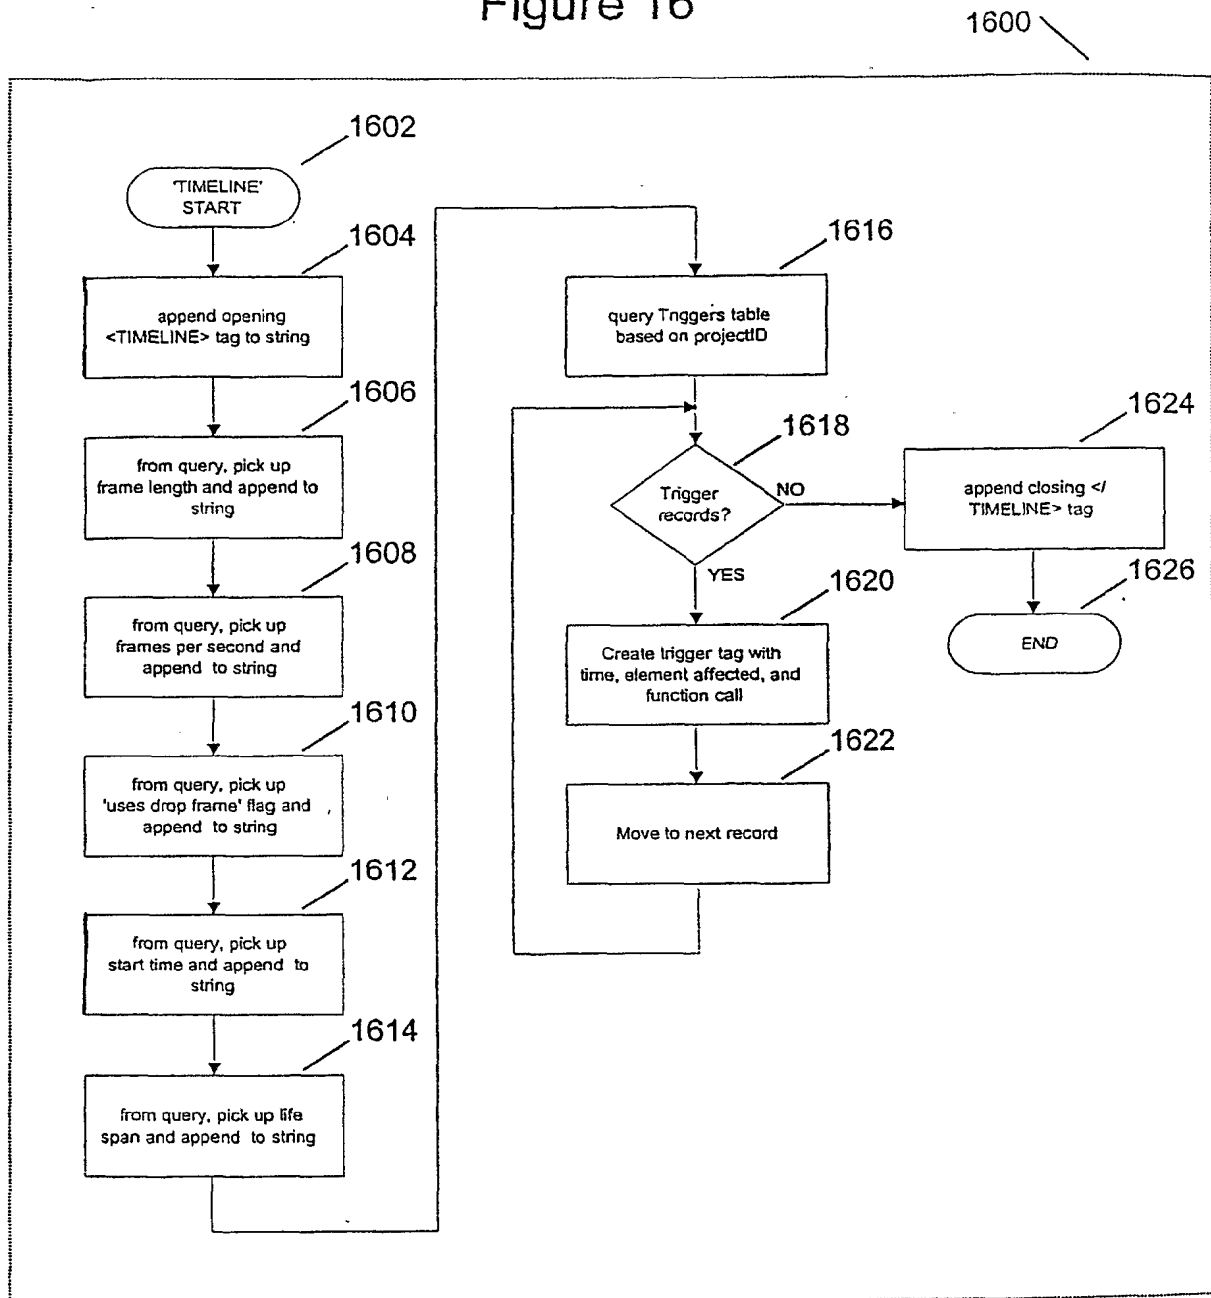 Figure 16
1600
1602
'TIMELINE'
START
1604
append opening
<TIMELINE> tag to string
1606
from query, pick up
frame length and append to
string
1608
from query, pick up
frames per second and
append to string
1610
from query, pick up
'uses drop frame' flag and
append to string
1612
from query, pick up
start time and append to
string
1614
from query, pick up life
span and append to string
1616
query Triggers table
based on projectID
1618
Trigger
records?
NO
YES
1620
Create trigger tag with
time, element affected, and
function call
1622
Move to next record
1624
append closing </
TIMELINE> tag
1626
END